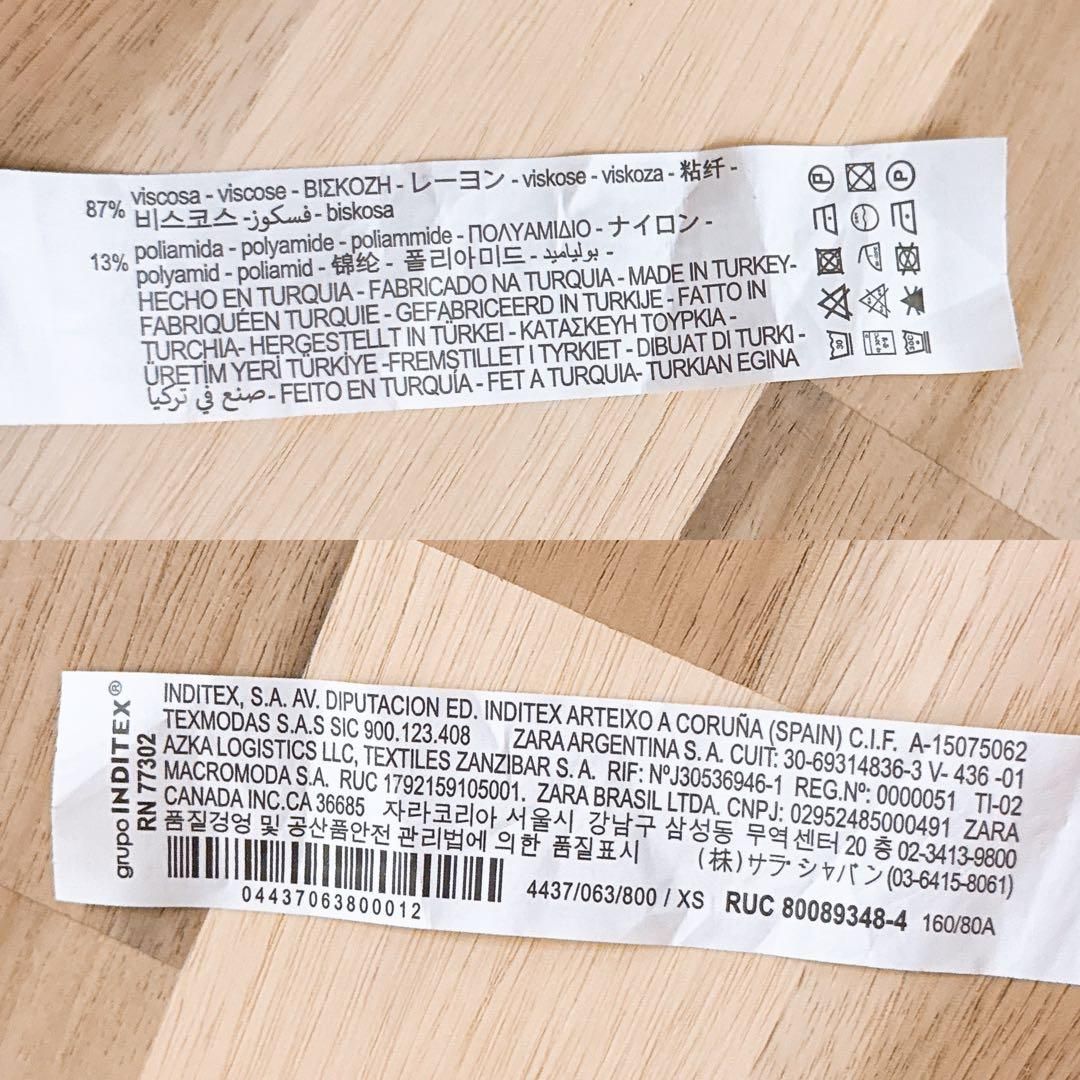 87% viscosa - viscose - ΒΙΣΚΟΖΗ - レーヨン - viskose - viskoza - 粘纤 -
비스코스 - فسكوز - biskosa
13% poliamida - polyamide - poliammide - ΠΟΛΥΑΜΙΔΙΟ - ナイロン -
polyamid - poliamid - 锦纶 - 폴리아미드 - بولياميد -
HECHO EN TURQUIA - FABRICADO NA TURQUIA - MADE IN TURKEY-
FABRIQUÉEN TURQUIE - GEFABRICEERD IN TURKIJE - FATTO IN
TURCHIA- HERGESTELLT IN TÜRKEI - ΚΑΤΑΣΚΕΥΗ ΤΟΥΡΚΙΑ -
ÜRETİM YERİ TÜRKİYE -FREMSTILLET I TYRKIET - DIBUAT DI TURKI -
صنع في تركيا - FEITO EN TURQUÍA - FET A TURQUIA- TURKIAN EGINA
P P
grupo INDITEX®
RN 77302
INDITEX, S.A. AV. DIPUTACION ED. INDITEX ARTEIXO A CORUÑA (SPAIN) C.I.F. A-15075062
TEXMODAS S.A.S SIC 900.123.408 ZARA ARGENTINA S. A. CUIT: 30-69314836-3 V- 436 -01
AZKA LOGISTICS LLC, TEXTILES ZANZIBAR S. A. RIF: NºJ30536946-1 REG.Nº: 0000051 TI-02
MACROMODA S.A. RUC 1792159105001. ZARA BRASIL LTDA. CNPJ: 02952485000491 ZARA
CANADA INC.CA 36685 자라코리아 서울시 강남구 삼성동 무역센터 20 층 02-3413-9800
품질경영 및 공산품안전 관리법에 의한 품질표시 (株)サラ シャパン(03-6415-8061)
04437063800012 4437/063/800 / XS RUC 80089348-4 160/80A